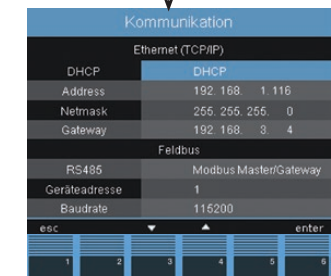 Kommunikation
Ethernet (TCP/IP)
DHCP DHCP
Address 192. 168. 1. 116
Netmask 255. 255. 255. 0
Gateway 192. 168. 3. 4
Feldbus
RS485 Modbus Master/Gateway
Geräteadresse 1
Baudrate 115200
esc ▼ ▲ enter
1 2 3 4 5 6